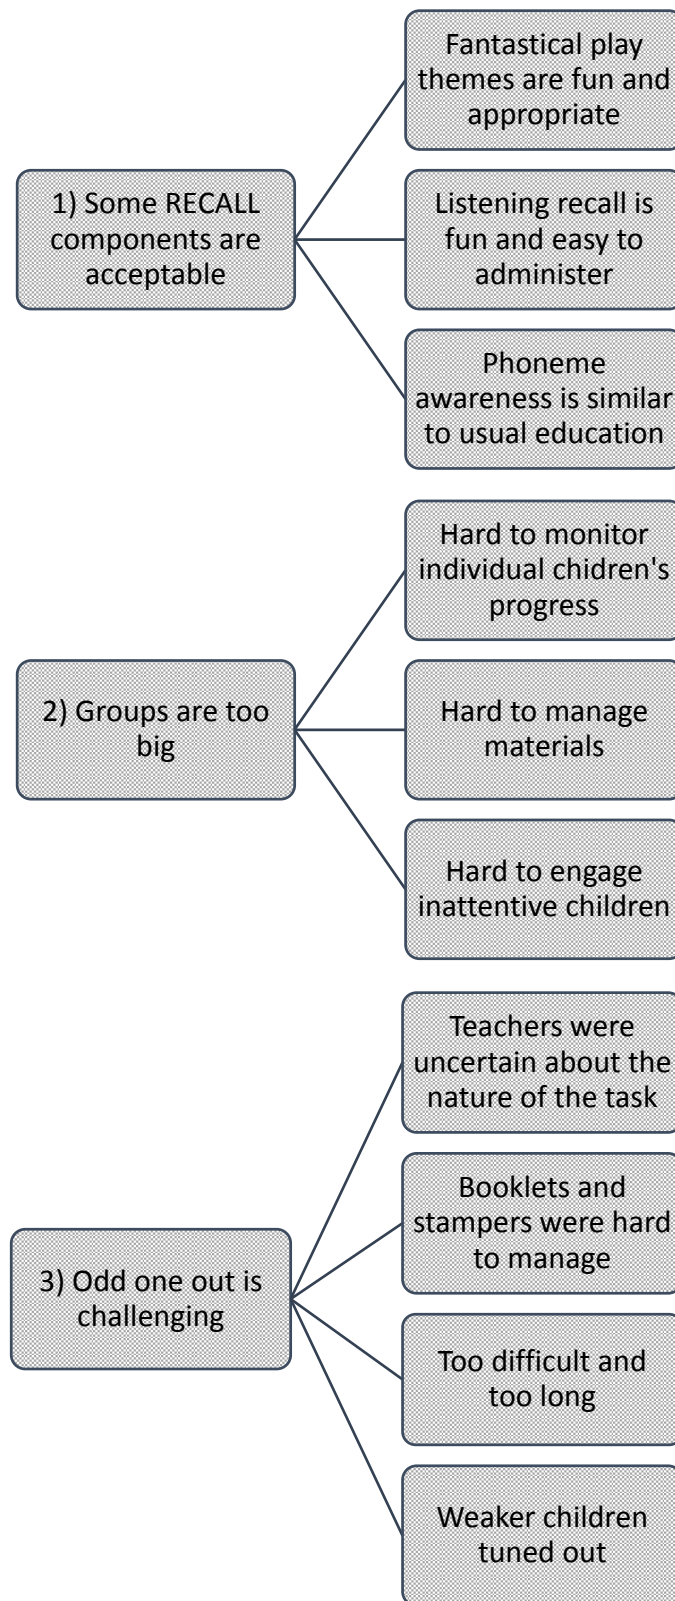 1) Some RECALL
components are
acceptable
Fantastical play
themes are fun and
appropriate
Listening recall is
fun and easy to
administer
Phoneme
awareness is similar
to usual education
2) Groups are too
big
Hard to monitor
individual chidren's
progress
Hard to manage
materials
Hard to engage
inattentive children
3) Odd one out is
challenging
Teachers were
uncertain about the
nature of the task
Booklets and
stampers were hard
to manage
Too difficult and
too long
Weaker children
tuned out